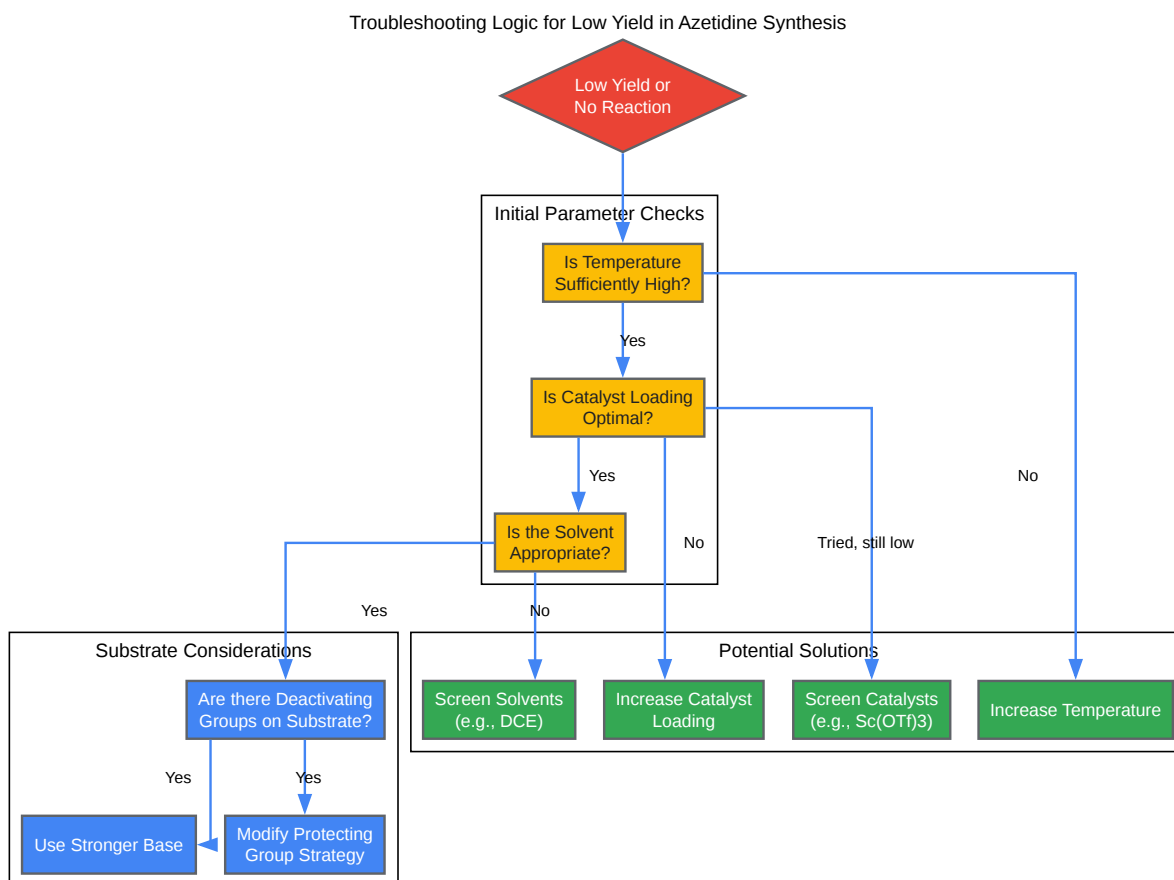 Troubleshooting Logic for Low Yield in Azetidine Synthesis
Low Yield or
No Reaction
Initial Parameter Checks
Is Temperature
Sufficiently High?
Yes
Is Catalyst Loading
Optimal?
Yes
No
Is the Solvent
Appropriate?
No
Tried, still low
Yes
No
Substrate Considerations
Potential Solutions
Are there Deactivating
Groups on Substrate?
Screen Solvents
(e.g., DCE)
Increase Catalyst
Loading
Screen Catalysts
(e.g., Sc(OTf)3)
Increase Temperature
Yes
Yes
Use Stronger Base
Modify Protecting
Group Strategy